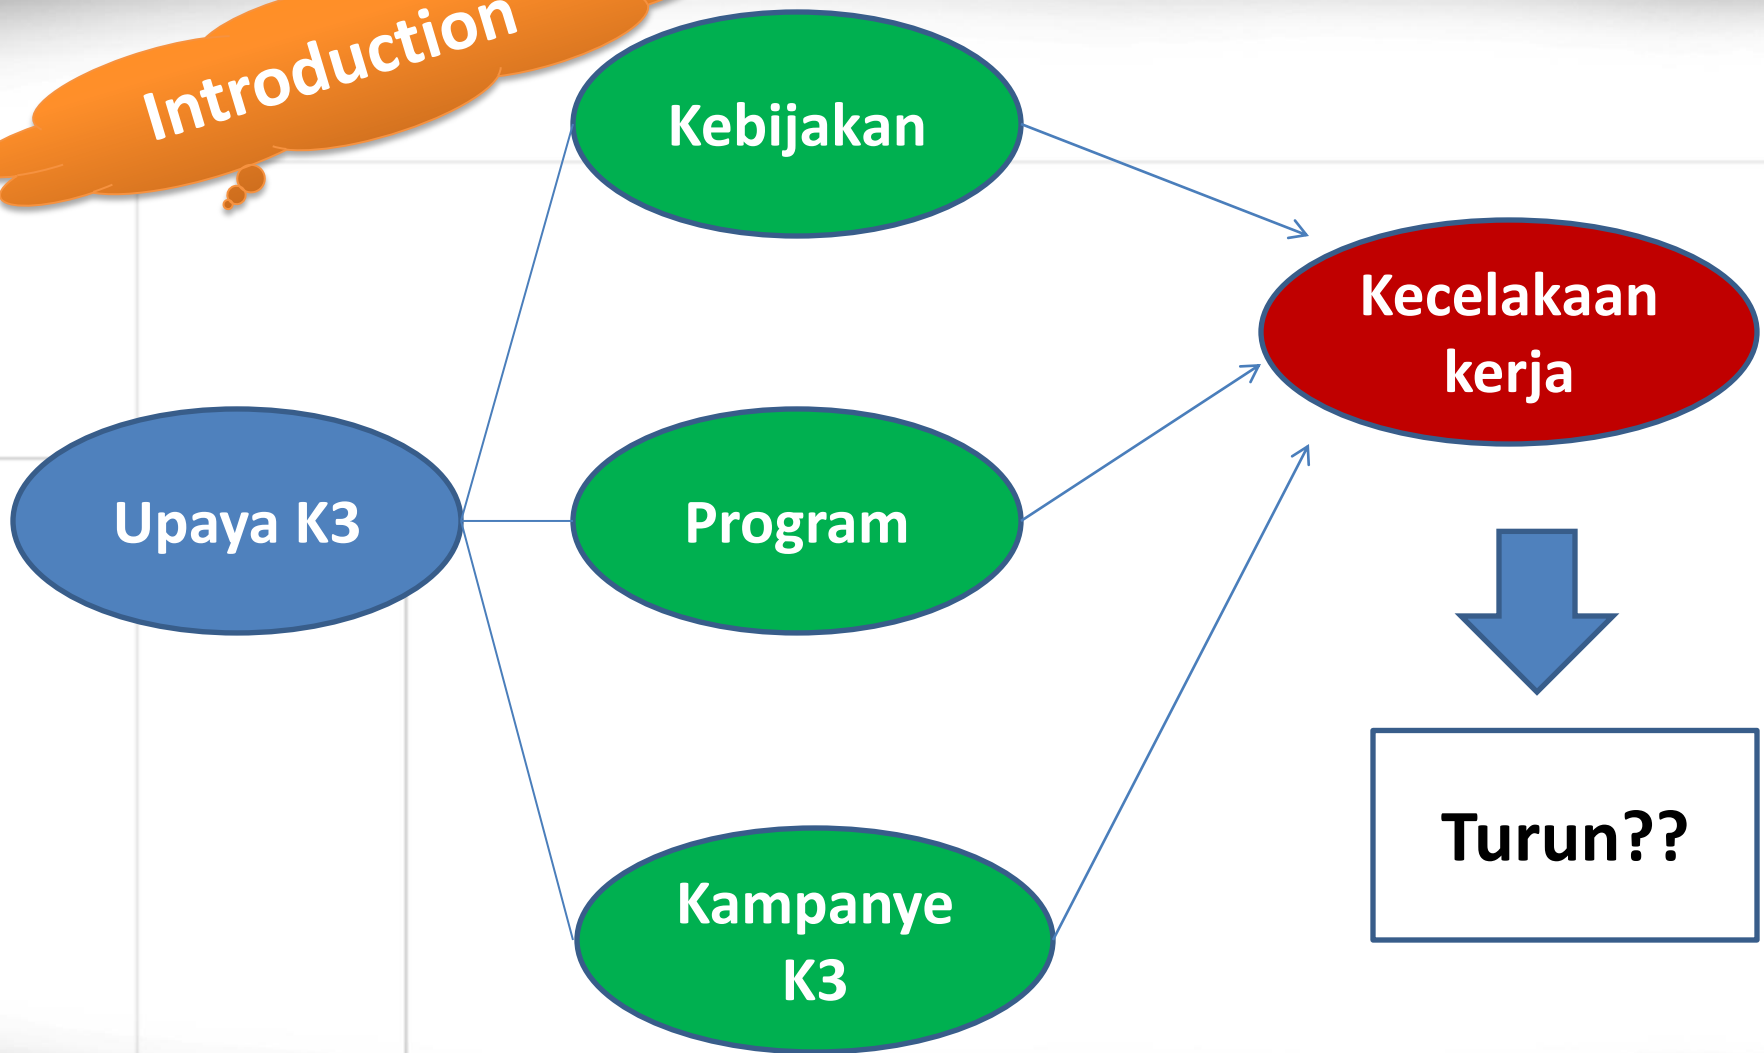 Introduction
Kebijakan
Kecelakaan
kerja
Upaya K3
Program
Turun??
Kampanye
K3